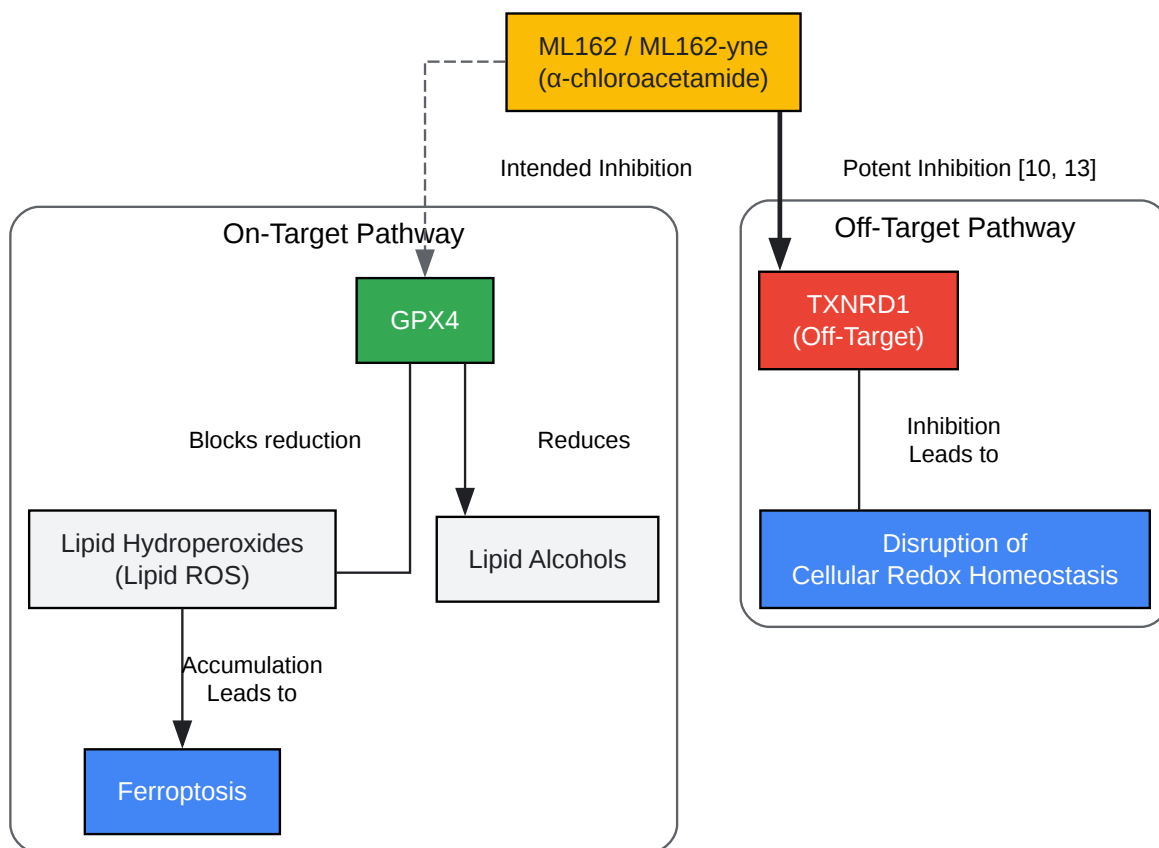 ML162 / ML162-yne
(α-chloroacetamide)
Intended Inhibition
Potent Inhibition [10, 13]
On-Target Pathway
Off-Target Pathway
GPX4
TXNRD1
(Off-Target)
Blocks reduction
Reduces
Inhibition
Leads to
Lipid Hydroperoxides
(Lipid ROS)
Lipid Alcohols
Disruption of
Cellular Redox Homeostasis
Accumulation
Leads to
Ferroptosis